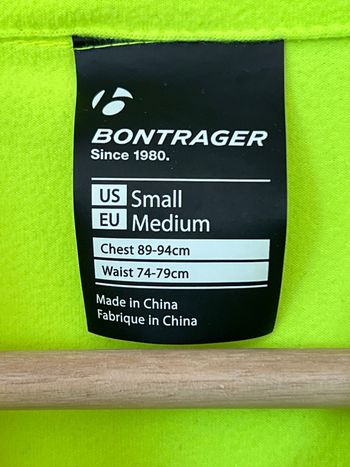 BONTRAGER
Since 1980.
US Small
EU Medium
Chest 89-94cm
Waist 74-79cm
Made in China
Fabrique in China